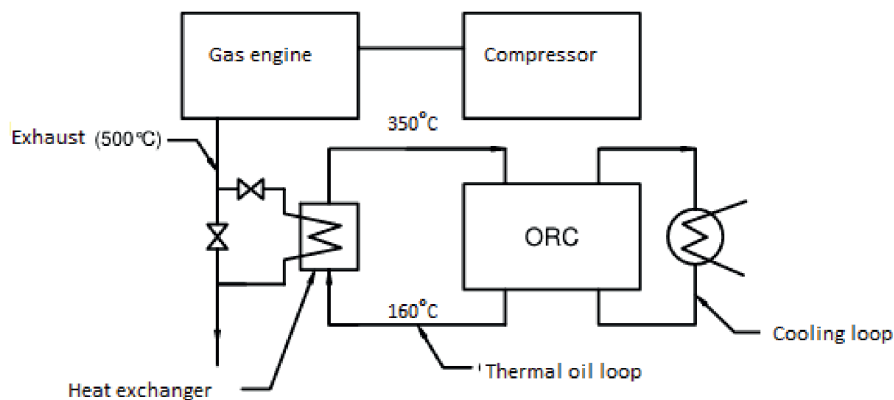 Gas engine
Compressor
350°C
Exhaust (500℃)
ORC
160°C
Cooling loop
Thermal oil loop
Heat exchanger